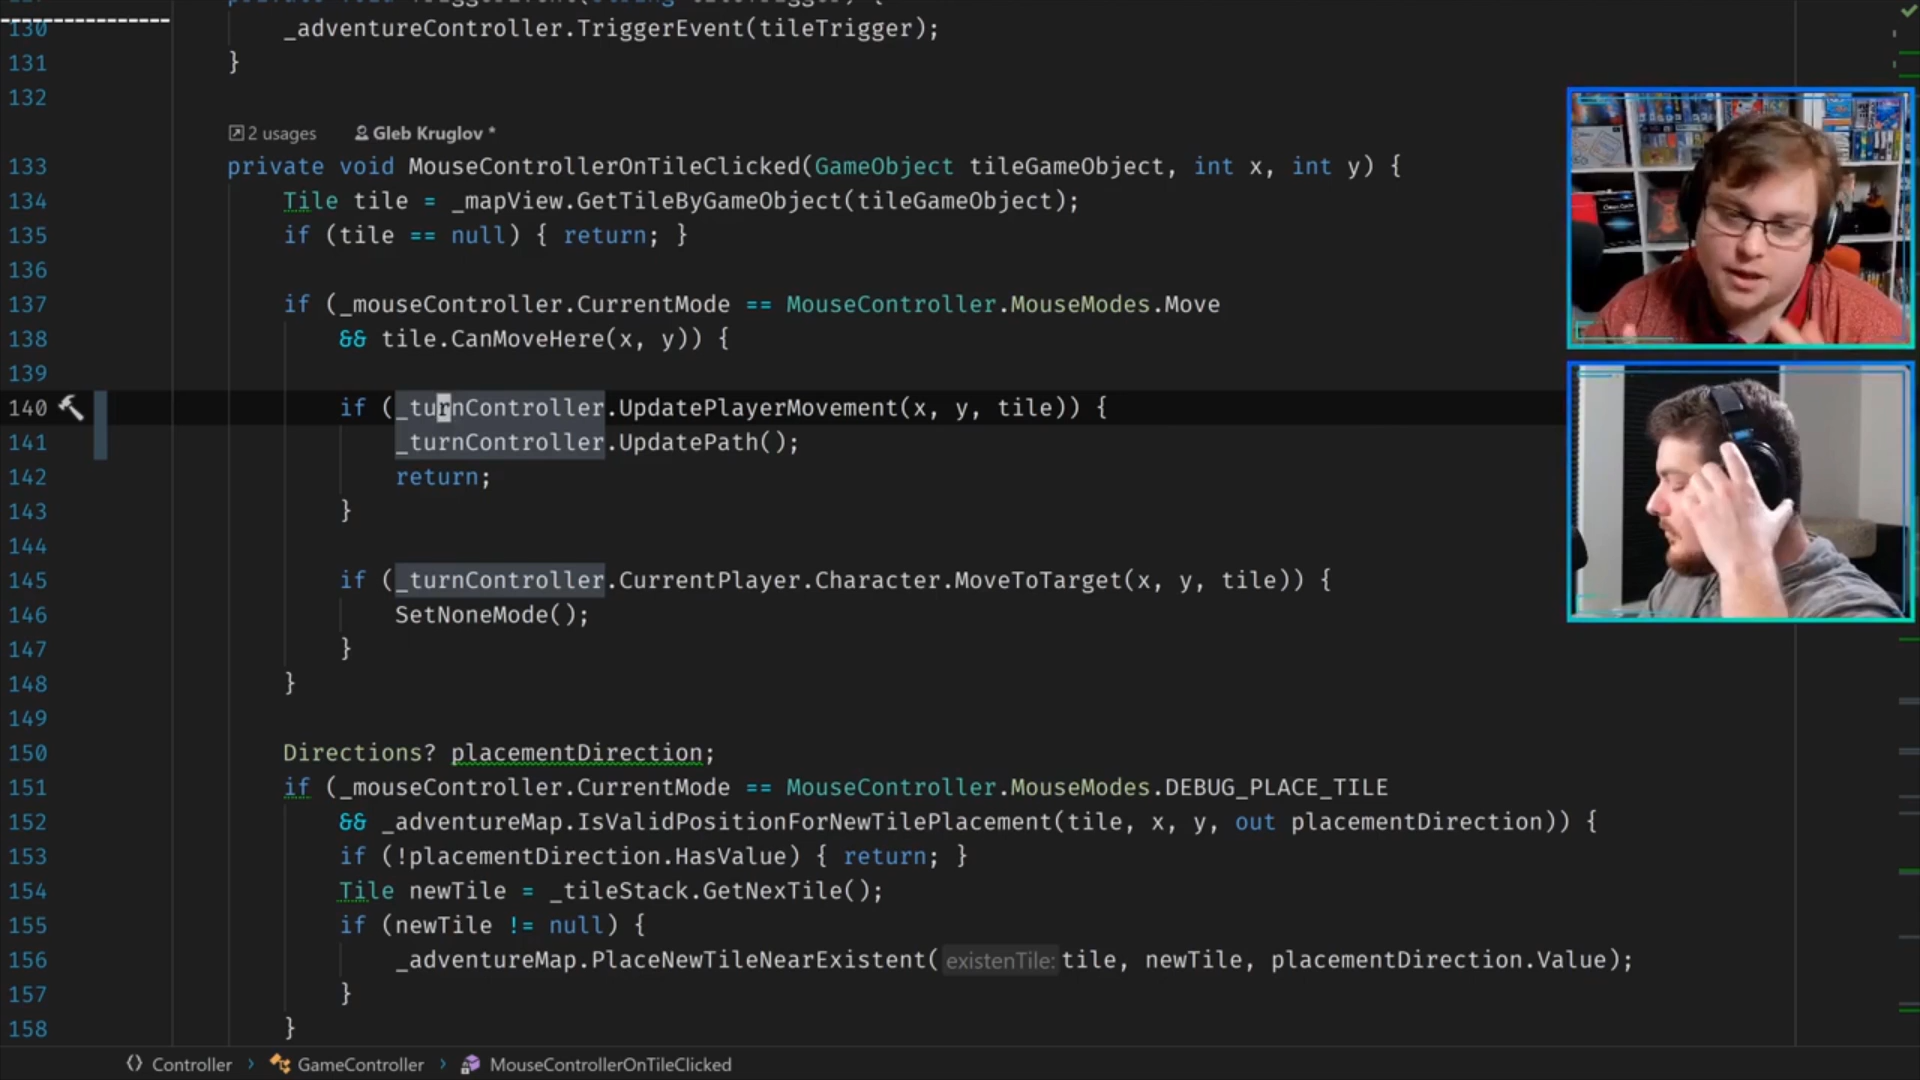 130 _adventureController.TriggerEvent(tileTrigger);
131 }
132
2 usages Gleb Kruglov *
133 private void MouseControllerOnTileClicked(GameObject tileGameObject, int x, int y) {
134 Tile tile = _mapView.GetTileByGameObject(tileGameObject);
135 if (tile == null) { return; }
136
137 if (_mouseController.CurrentMode == MouseController.MouseModes.Move
138 && tile.CanMoveHere(x, y)) {
139
140 if (_turnController.UpdatePlayerMovement(x, y, tile)) {
141 _turnController.UpdatePath();
142 return;
143 }
144
145 if (_turnController.CurrentPlayer.Character.MoveToTarget(x, y, tile)) {
146 SetNoneMode();
147 }
148 }
149
150 Directions? placementDirection;
151 if (_mouseController.CurrentMode == MouseController.MouseModes.DEBUG_PLACE_TILE
152 && _adventureMap.IsValidPositionForNewTilePlacement(tile, x, y, out placementDirection)) {
153 if (!placementDirection.HasValue) { return; }
154 Tile newTile = _tileStack.GetNexTile();
155 if (newTile != null) {
156 _adventureMap.PlaceNewTileNearExistent(existenTile: tile, newTile, placementDirection.Value);
157 }
158 }
Controller › GameController › MouseControllerOnTileClicked